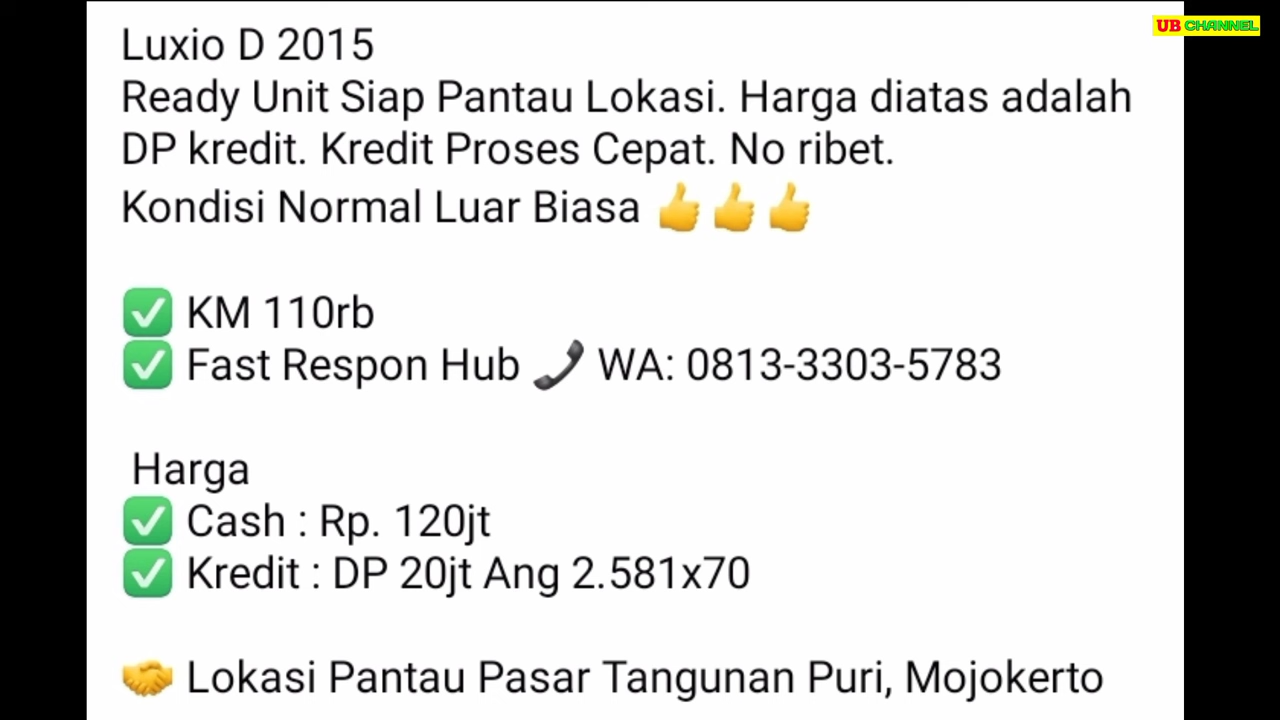 UB CHANNEL
Luxio D 2015
Ready Unit Siap Pantau Lokasi. Harga diatas adalah
DP kredit. Kredit Proses Cepat. No ribet.
Kondisi Normal Luar Biasa 👍👍👍
✅ KM 110rb
✅ Fast Respon Hub 📞 WA: 0813-3303-5783
Harga
✅ Cash : Rp. 120jt
✅ Kredit : DP 20jt Ang 2.581x70
🤝 Lokasi Pantau Pasar Tangunan Puri, Mojokerto